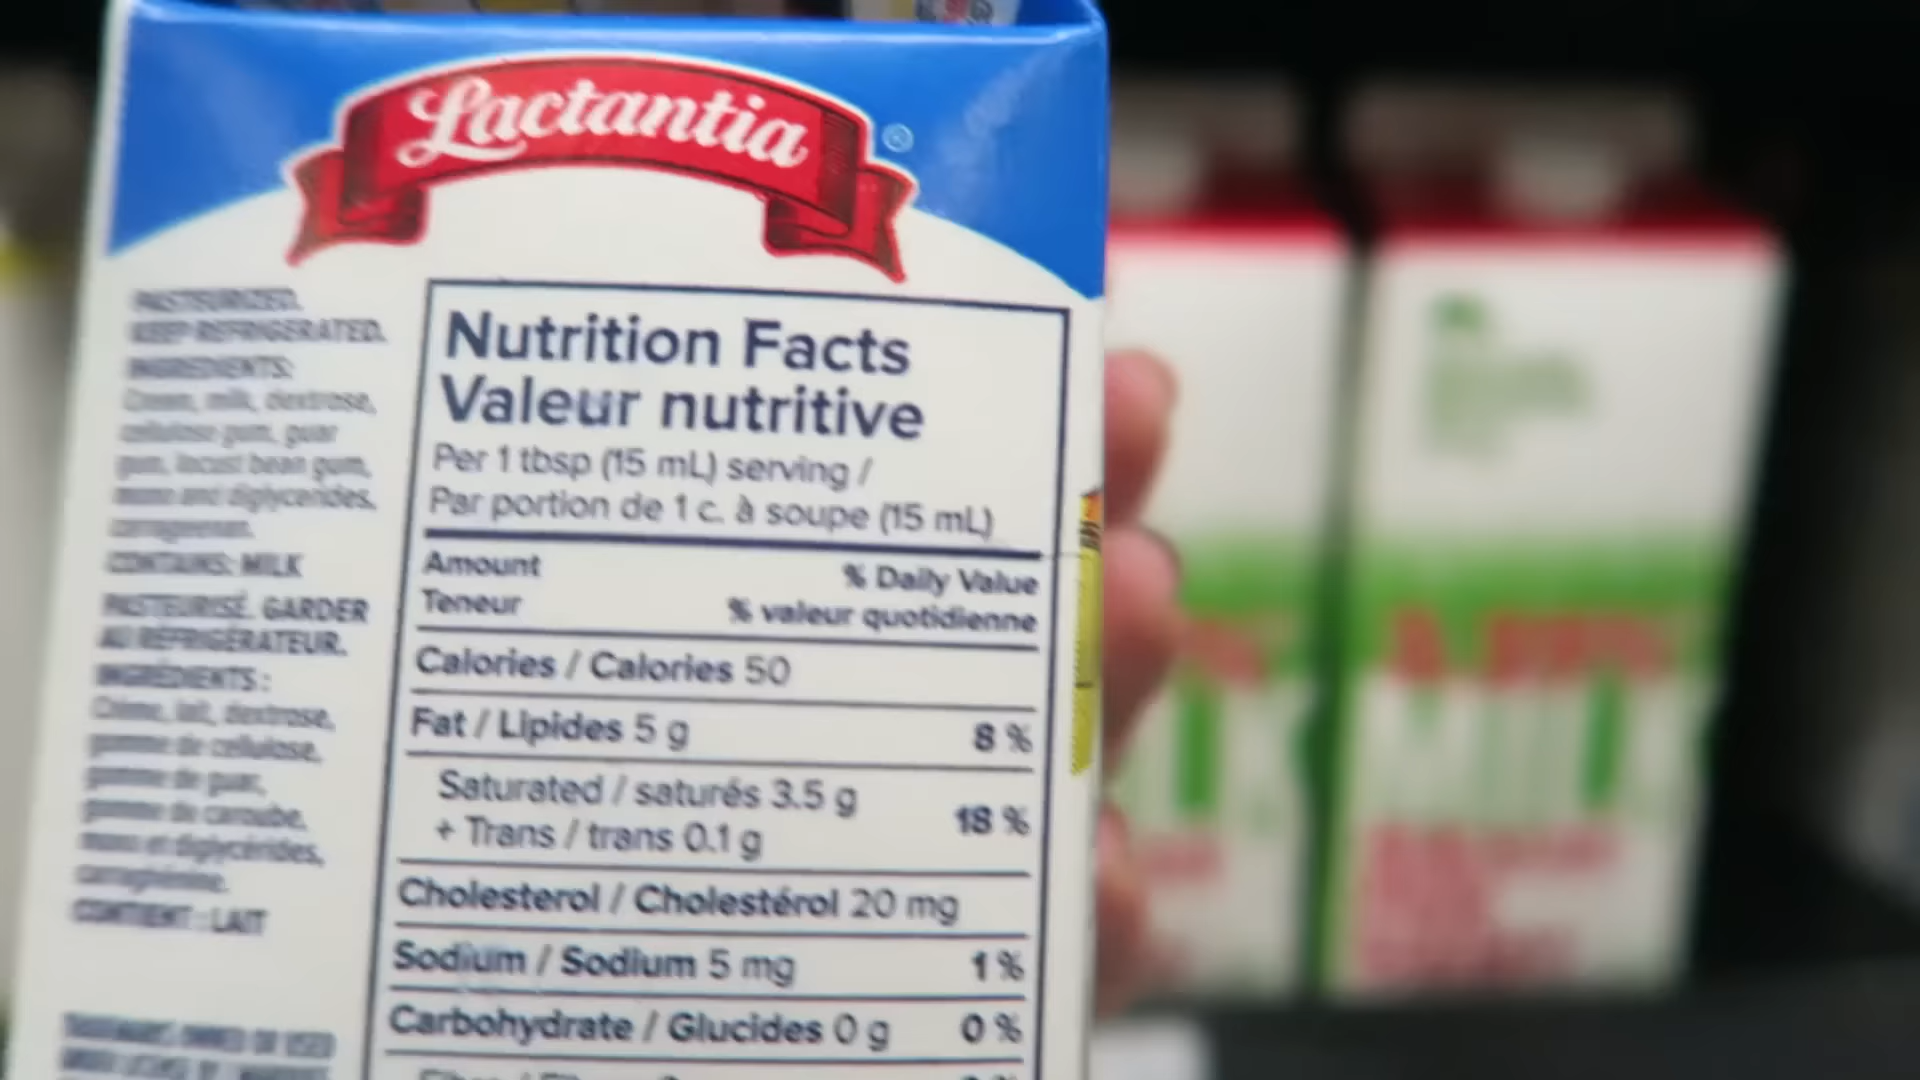 Lactantia®
PASTEURIZED.
KEEP REFRIGERATED.
INGREDIENTS:
Cream, milk, dextrose,
cellulose gum, guar
gum, locust bean gum,
mono and diglycerides,
carrageenan.
CONTAINS: MILK
PASTEURISÉ. GARDER
AU RÉFRIGÉRATEUR.
INGRÉDIENTS :
Crème, lait, dextrose,
gomme de cellulose,
gomme de guar,
gomme de caroube,
mono et diglycérides,
carraghénine.
CONTIENT : LAIT
Nutrition Facts
Valeur nutritive
Per 1 tbsp (15 mL) serving /
Par portion de 1 c. à soupe (15 mL)
Amount
% Daily Value
Teneur
% valeur quotidienne
Calories / Calories 50
Fat / Lipides 5 g 8 %
Saturated / saturés 3.5 g
+ Trans / trans 0.1 g
18 %
Cholesterol / Cholestérol 20 mg
Sodium / Sodium 5 mg 1 %
Carbohydrate / Glucides 0 g 0 %